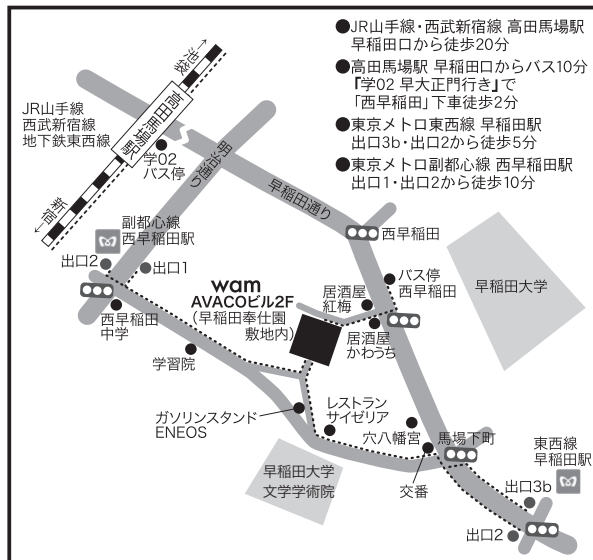 ●JR山手線・西武新宿線 高田馬場駅
早稲田口から徒歩20分
●高田馬場駅 早稲田口からバス10分
『学02 早大正門行き』で
「西早稲田」下車徒歩2分
●東京メトロ東西線 早稲田駅
出口3b・出口2から徒歩5分
●東京メトロ副都心線 西早稲田駅
出口1・出口2から徒歩10分
←池袋
JR山手線
西武新宿線
地下鉄東西線
高田馬場駅
学02
バス停
明治通り
早稲田通り
新宿→
副都心線
西早稲田駅
出口2
出口1
西早稲田
中学
学習院
wam
AVACOビル2F
(早稲田奉仕園
敷地内)
西早稲田
バス停
西早稲田
居酒屋
紅梅
居酒屋
かわうち
早稲田大学
ガソリンスタンド
ENEOS
レストラン
サイゼリア
穴八幡宮
馬場下町
交番
早稲田大学
文学学術院
東西線
早稲田駅
出口3b
出口2